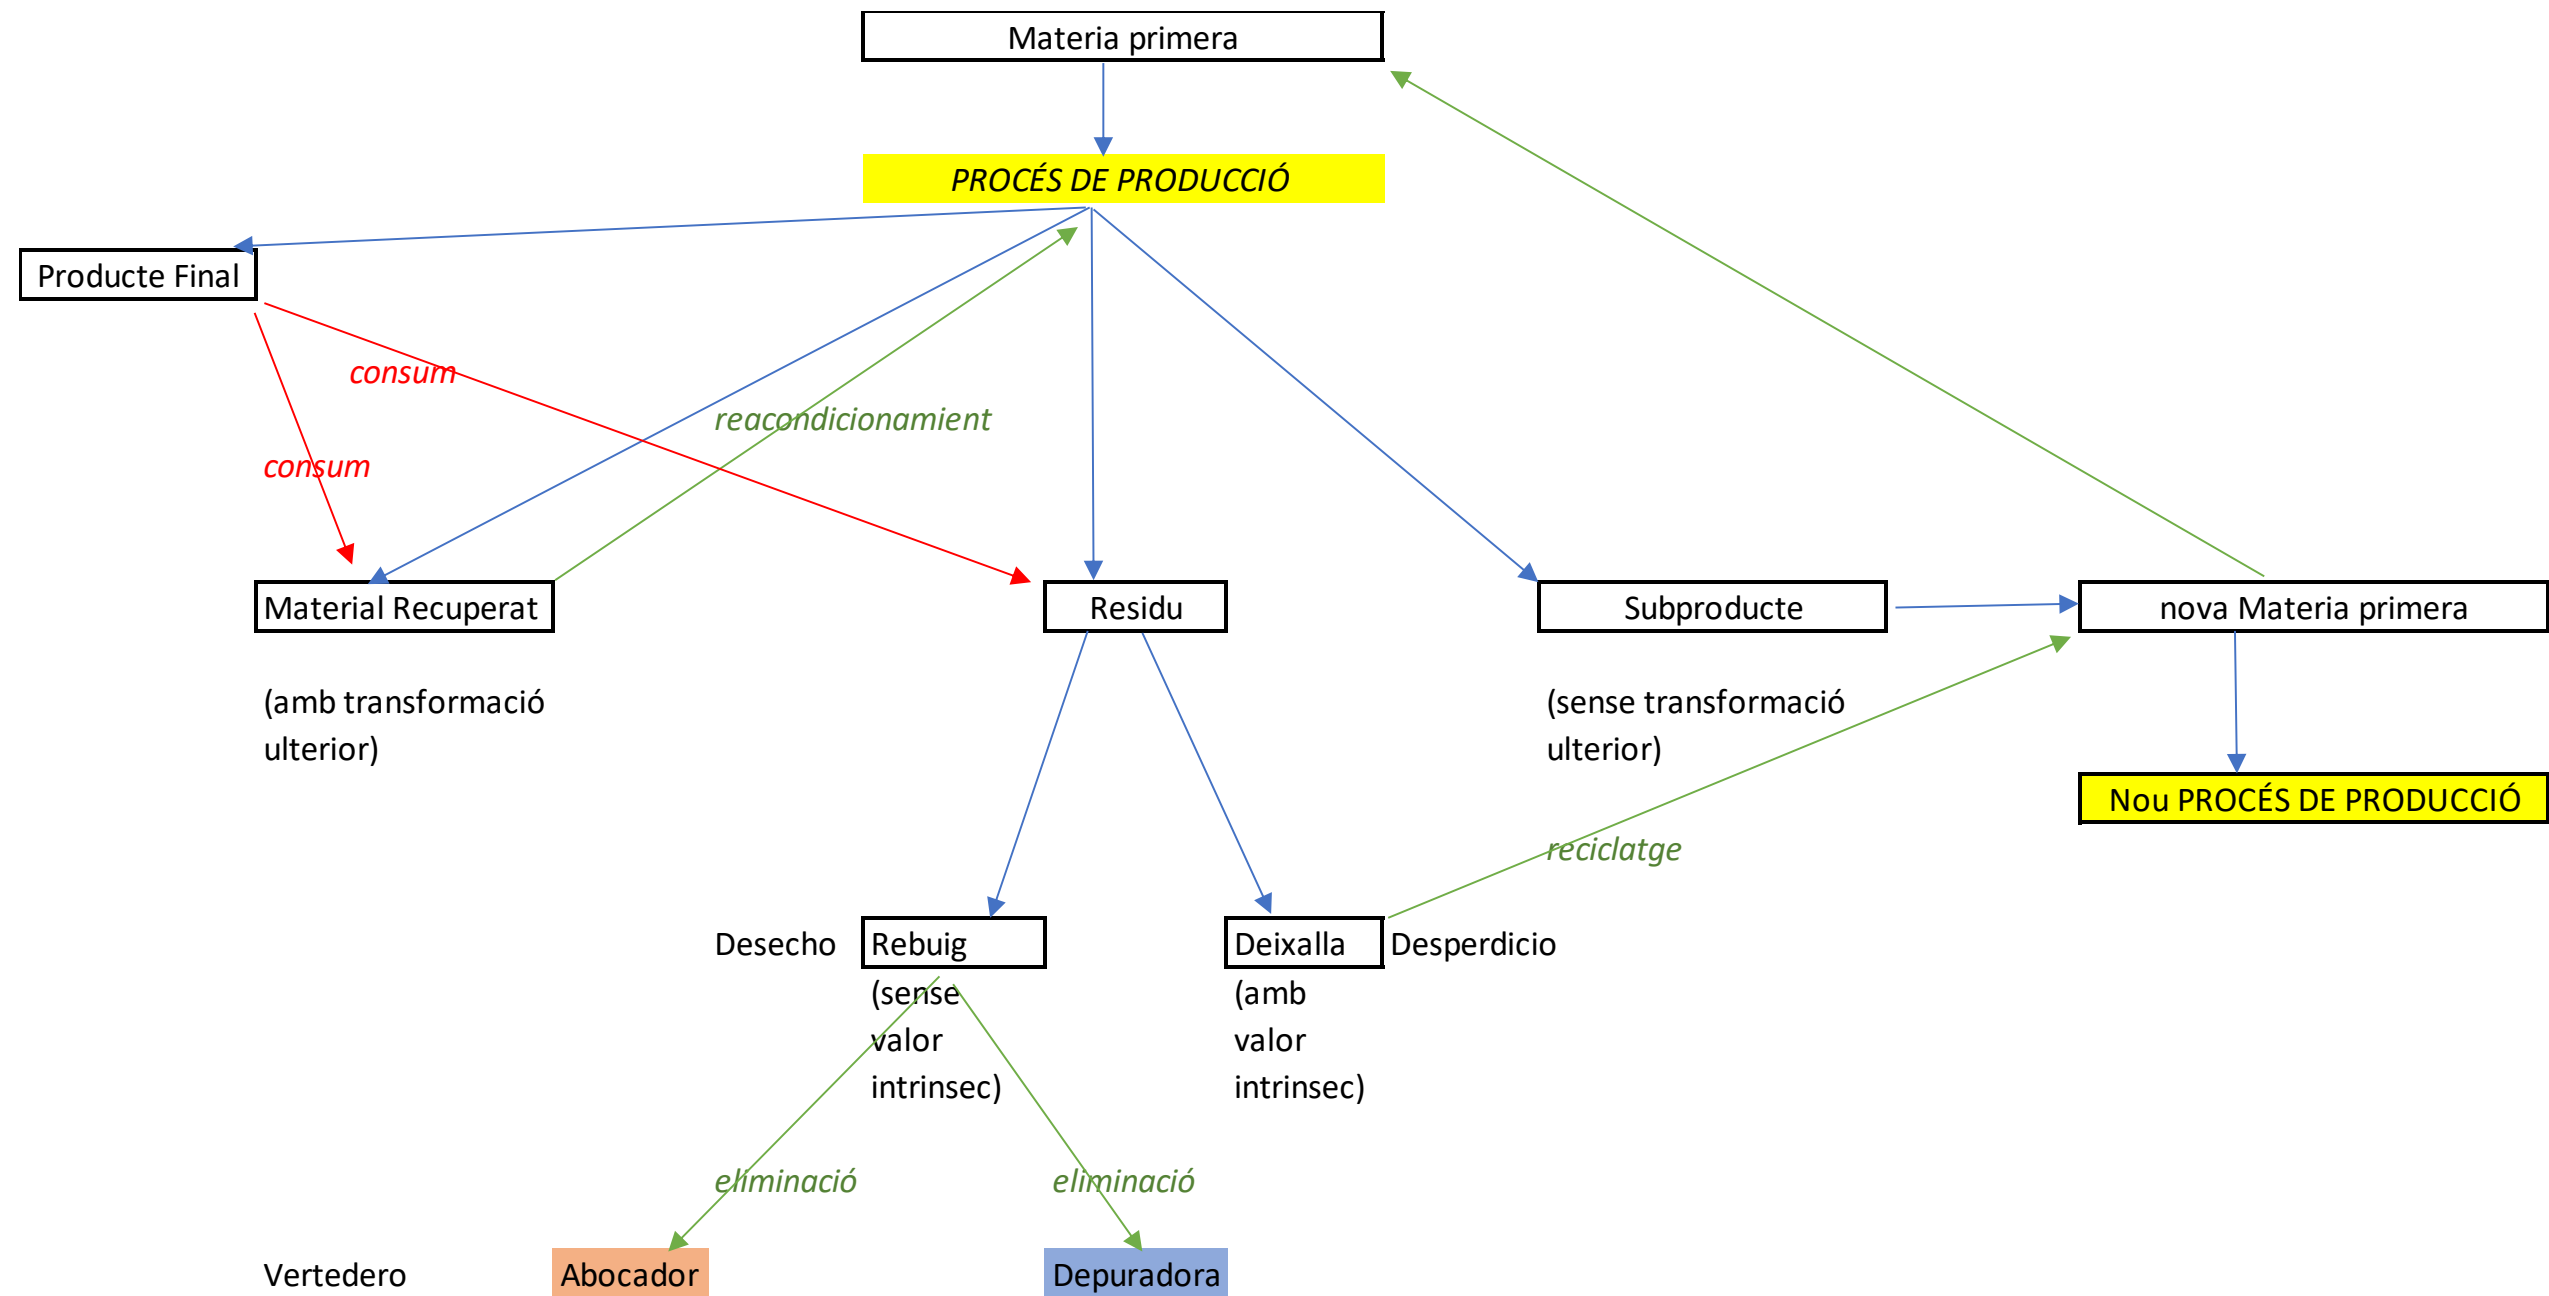 Materia primera
PROCÉS DE PRODUCCIÓ
Producte Final
consum
reacondicionamient
consum
Material Recuperat
Residu
Subproducte
nova Materia primera
(amb transformació
ulterior)
(sense transformació
ulterior)
Nou PROCÉS DE PRODUCCIÓ
reciclatge
Desecho
Rebuig
Deixalla
Desperdicio
(sense
valor
intrinsec)
(amb
valor
intrinsec)
eliminació
eliminació
Vertedero
Abocador
Depuradora